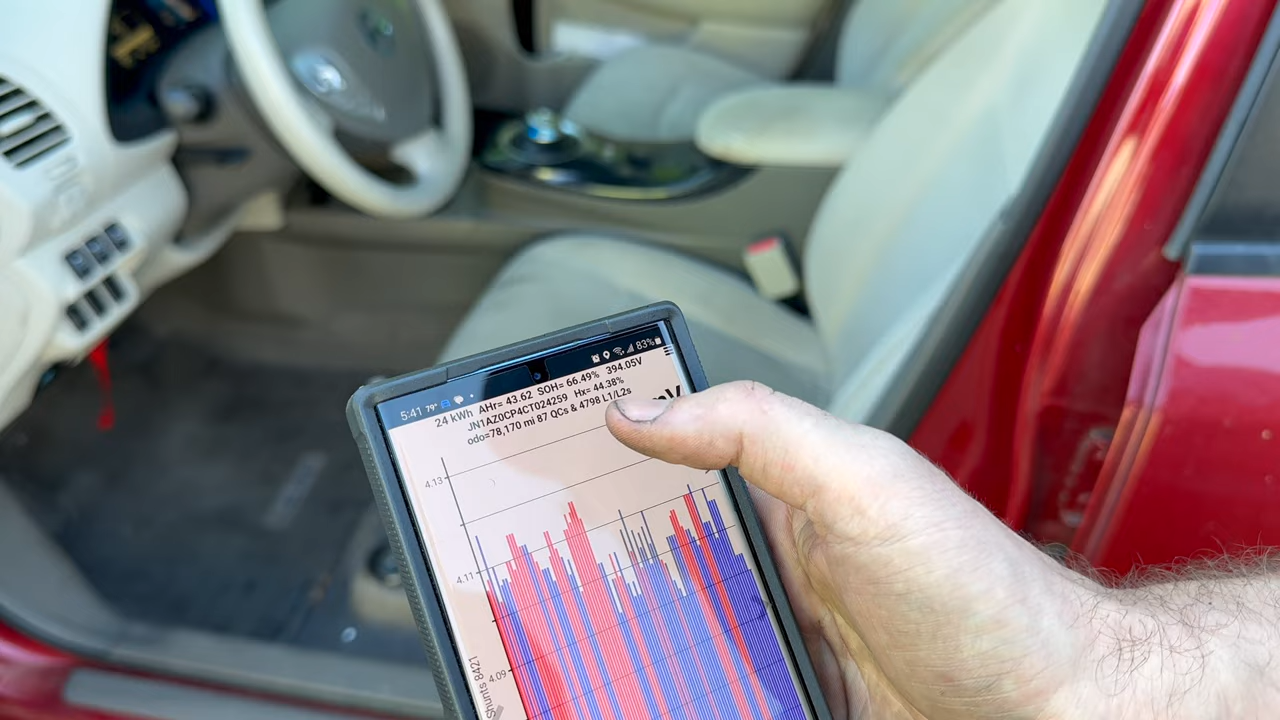 5:41 79° 83%
24 kWh AHr= 43.62 SOH= 66.49% 394.05V
JN1AZ0CP4CT024259 Hx= 44.38%
odo=78,170 mi 87 QCs & 4798 L1/L2s
4.13
4.11
4.09
Shunts 8421